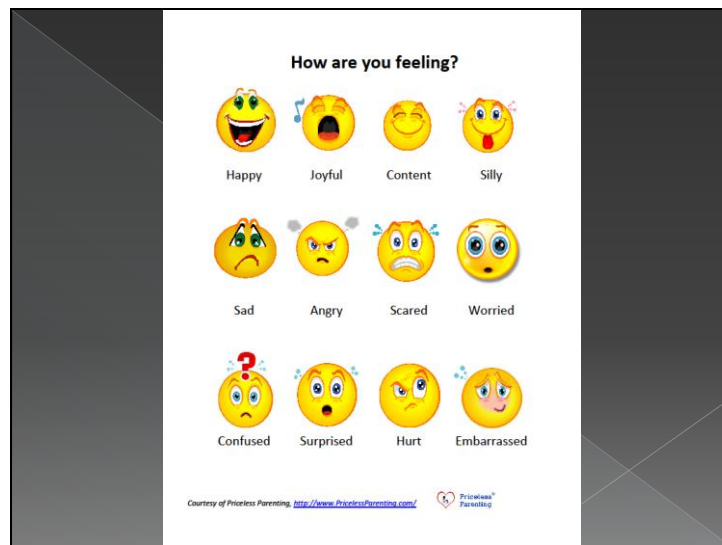 How are you feeling?
Happy Joyful Content Silly
Sad Angry Scared Worried
?
Confused Surprised Hurt Embarrassed
Courtesy of Priceless Parenting, http://www.PricelessParenting.com/
Priceless®
Parenting